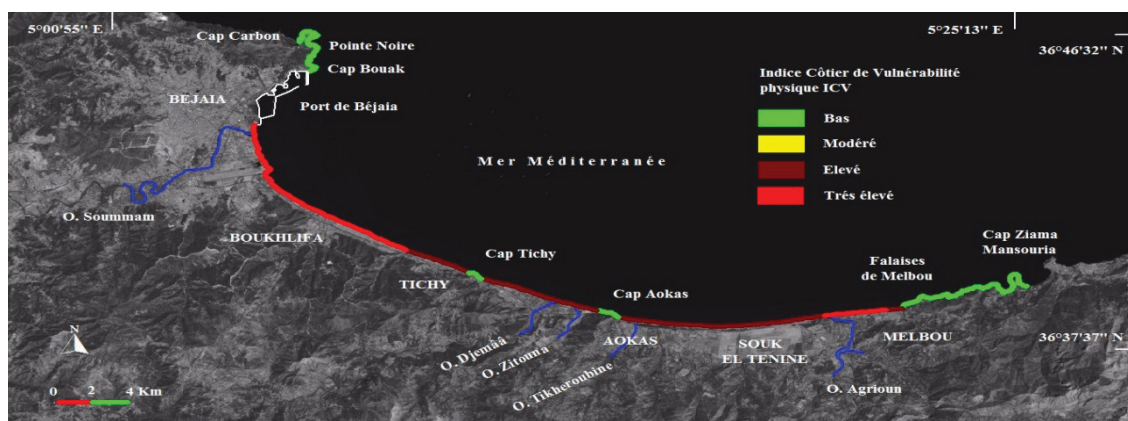 5°00'55'' E
5°25'13'' E
Cap Carbon
Pointe Noire
36°46'32'' N
Cap Bouak
Indice Côtier de Vulnérabilité
physique ICV
BEJAIA
Port de Béjaia
Bas
Modéré
Mer Méditerranée
Elevé
Trés élevé
O. Soummam
BOUKHLIFA
Cap Ziama
Mansouria
Cap Tichy
Falaises
de Melbou
TICHY
Cap Aokas
N
O. Djemââ
O. Zitouna
AOKAS
SOUK
EL TENINE
MELBOU
36°37'37'' N
O. Tikheroubine
O. Agrioun
0 2 4 Km